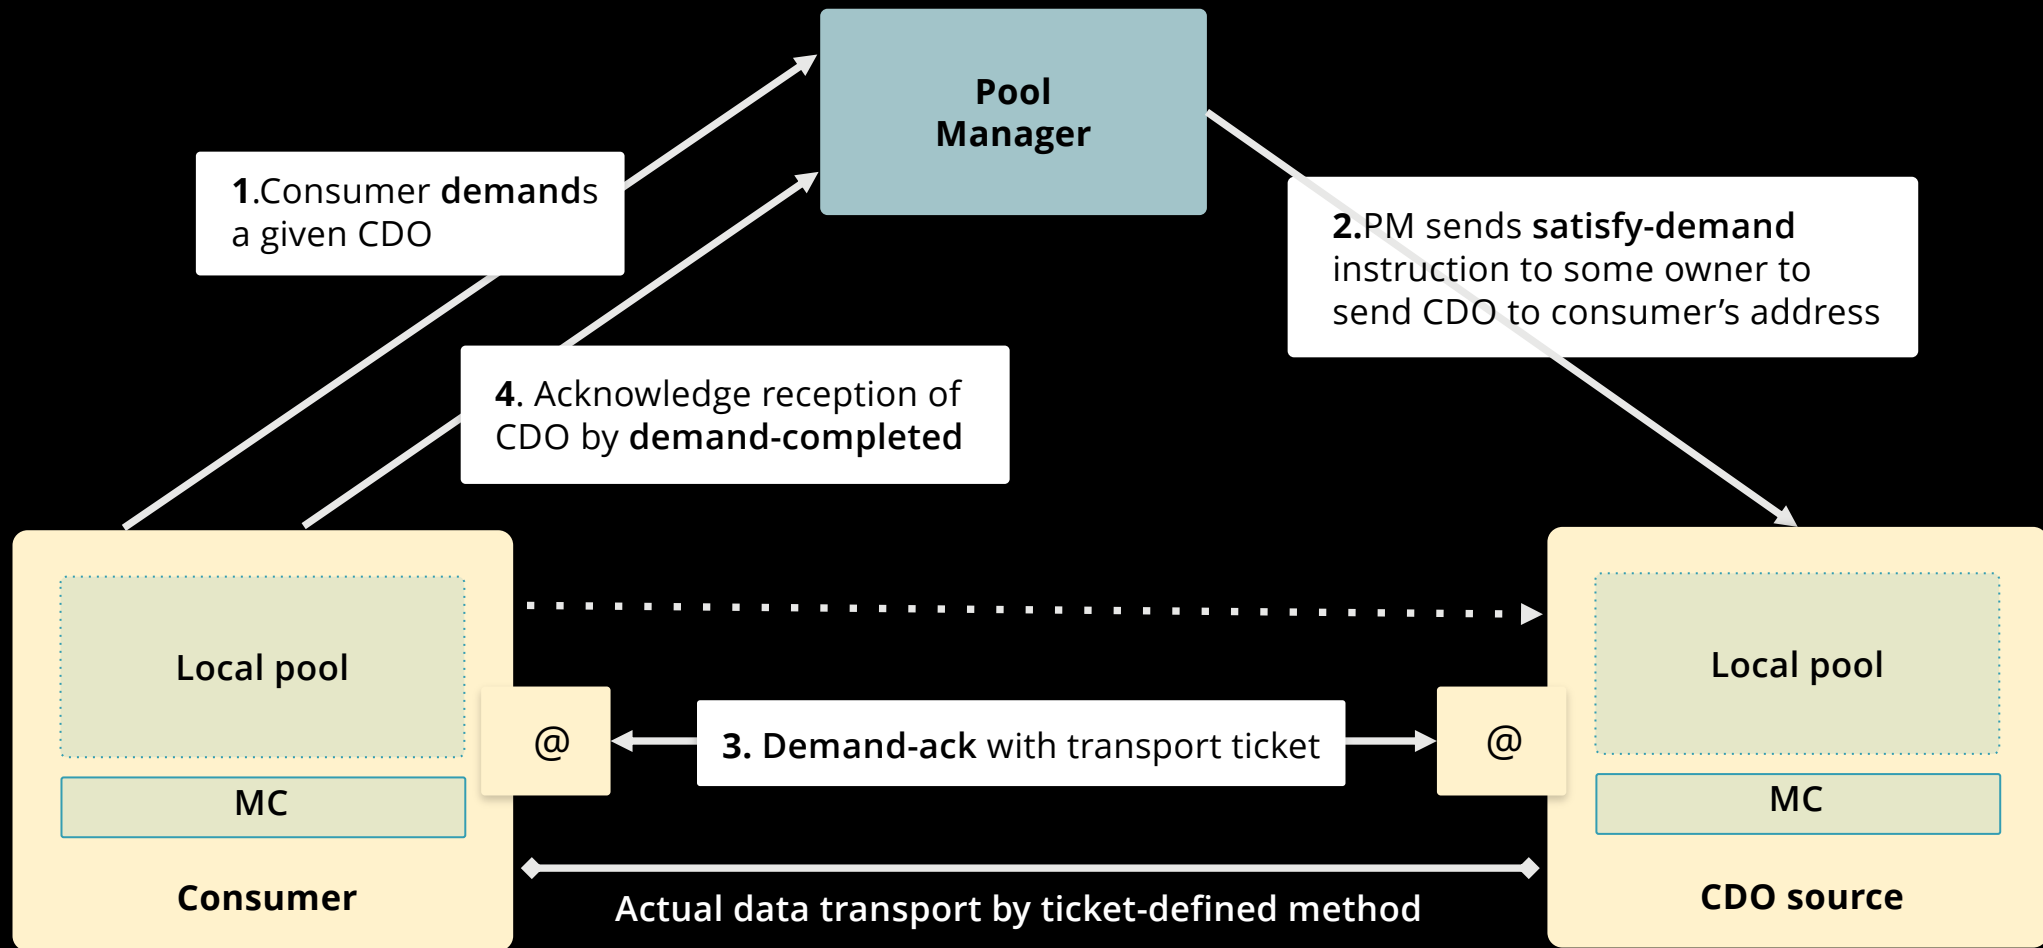 Pool
Manager
1.Consumer demands
a given CDO
2.PM sends satisfy-demand
instruction to some owner to
send CDO to consumer’s address
4. Acknowledge reception of
CDO by demand-completed
Local pool
Local pool
@
3. Demand-ack with transport ticket
@
MC
MC
Consumer
Actual data transport by ticket-defined method
CDO source